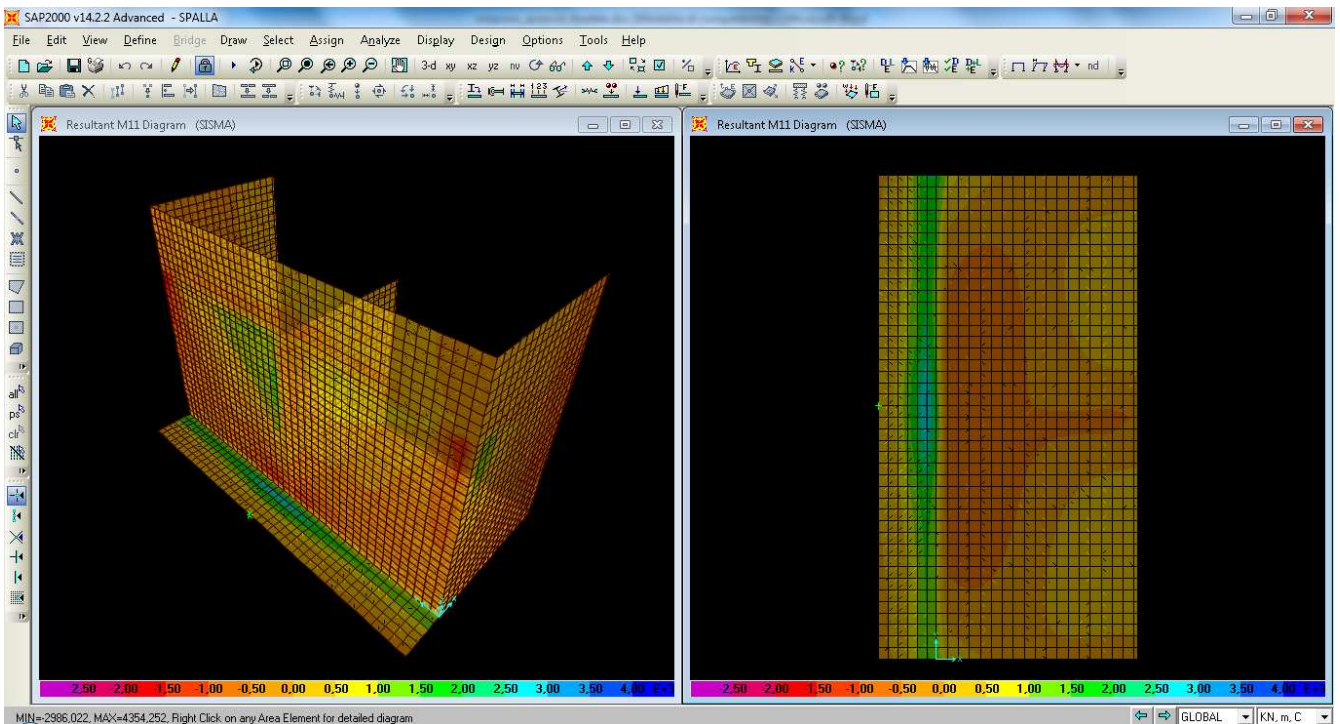 SAP2000 v14.2.2 Advanced - SPALLA
File Edit View Define Bridge Draw Select Assign Analyze Display Design Options Tools Help
3-d xy xz yz nv
nd
all
ps
clr
Resultant M11 Diagram (SISMA)
2,50 -2,00 -1,50 -1,00 -0,50 0,00 0,50 1,00 1,50 2,00 2,50 3,00 3,50 4,00 E+3
Resultant M11 Diagram (SISMA)
-2,50 -2,00 -1,50 -1,00 -0,50 0,00 0,50 1,00 1,50 2,00 2,50 3,00 3,50 4,00
MIN=-2986,022, MAX=4354,252, Right Click on any Area Element for detailed diagram
GLOBAL KN, m, C